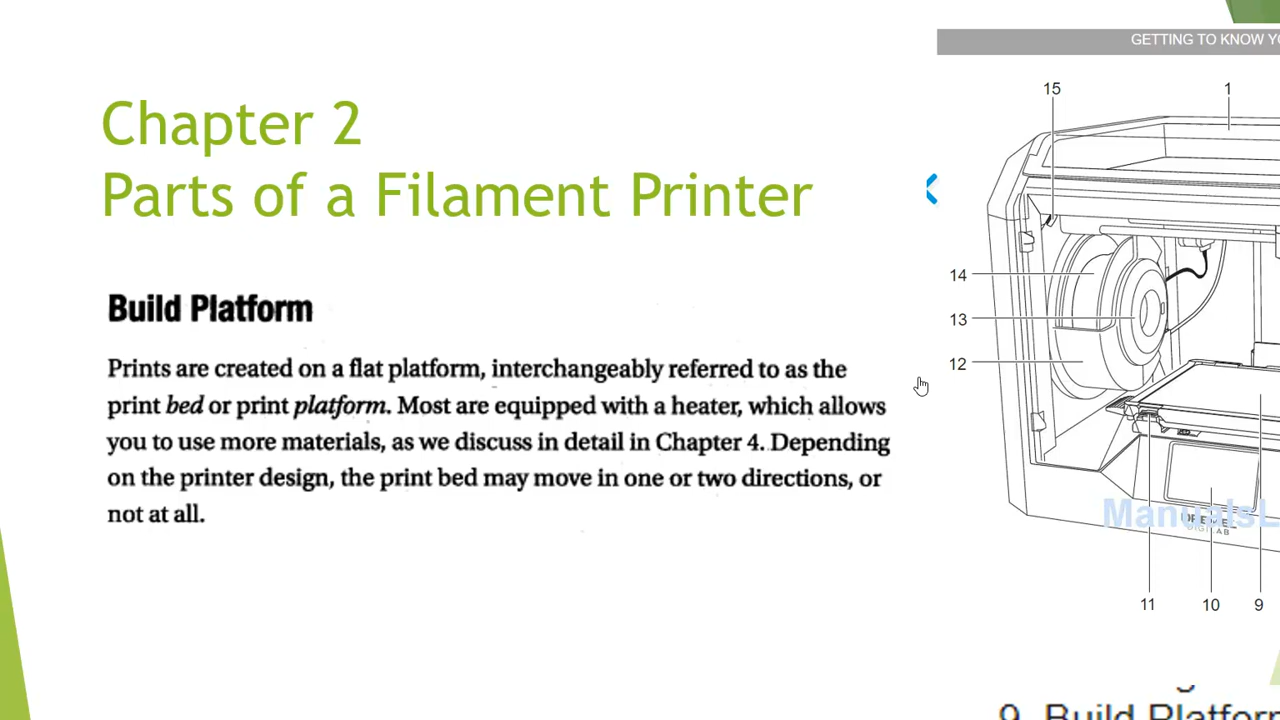 GETTING TO KNOW YO
Chapter 2
Parts of a Filament Printer
Build Platform
Prints are created on a flat platform, interchangeably referred to as the
print bed or print platform. Most are equipped with a heater, which allows
you to use more materials, as we discuss in detail in Chapter 4. Depending
on the printer design, the print bed may move in one or two directions, or
not at all.
15
1
14
13
12
ManualsL
DREMEL
DIGILAB
11
10
9
9. Build Platform